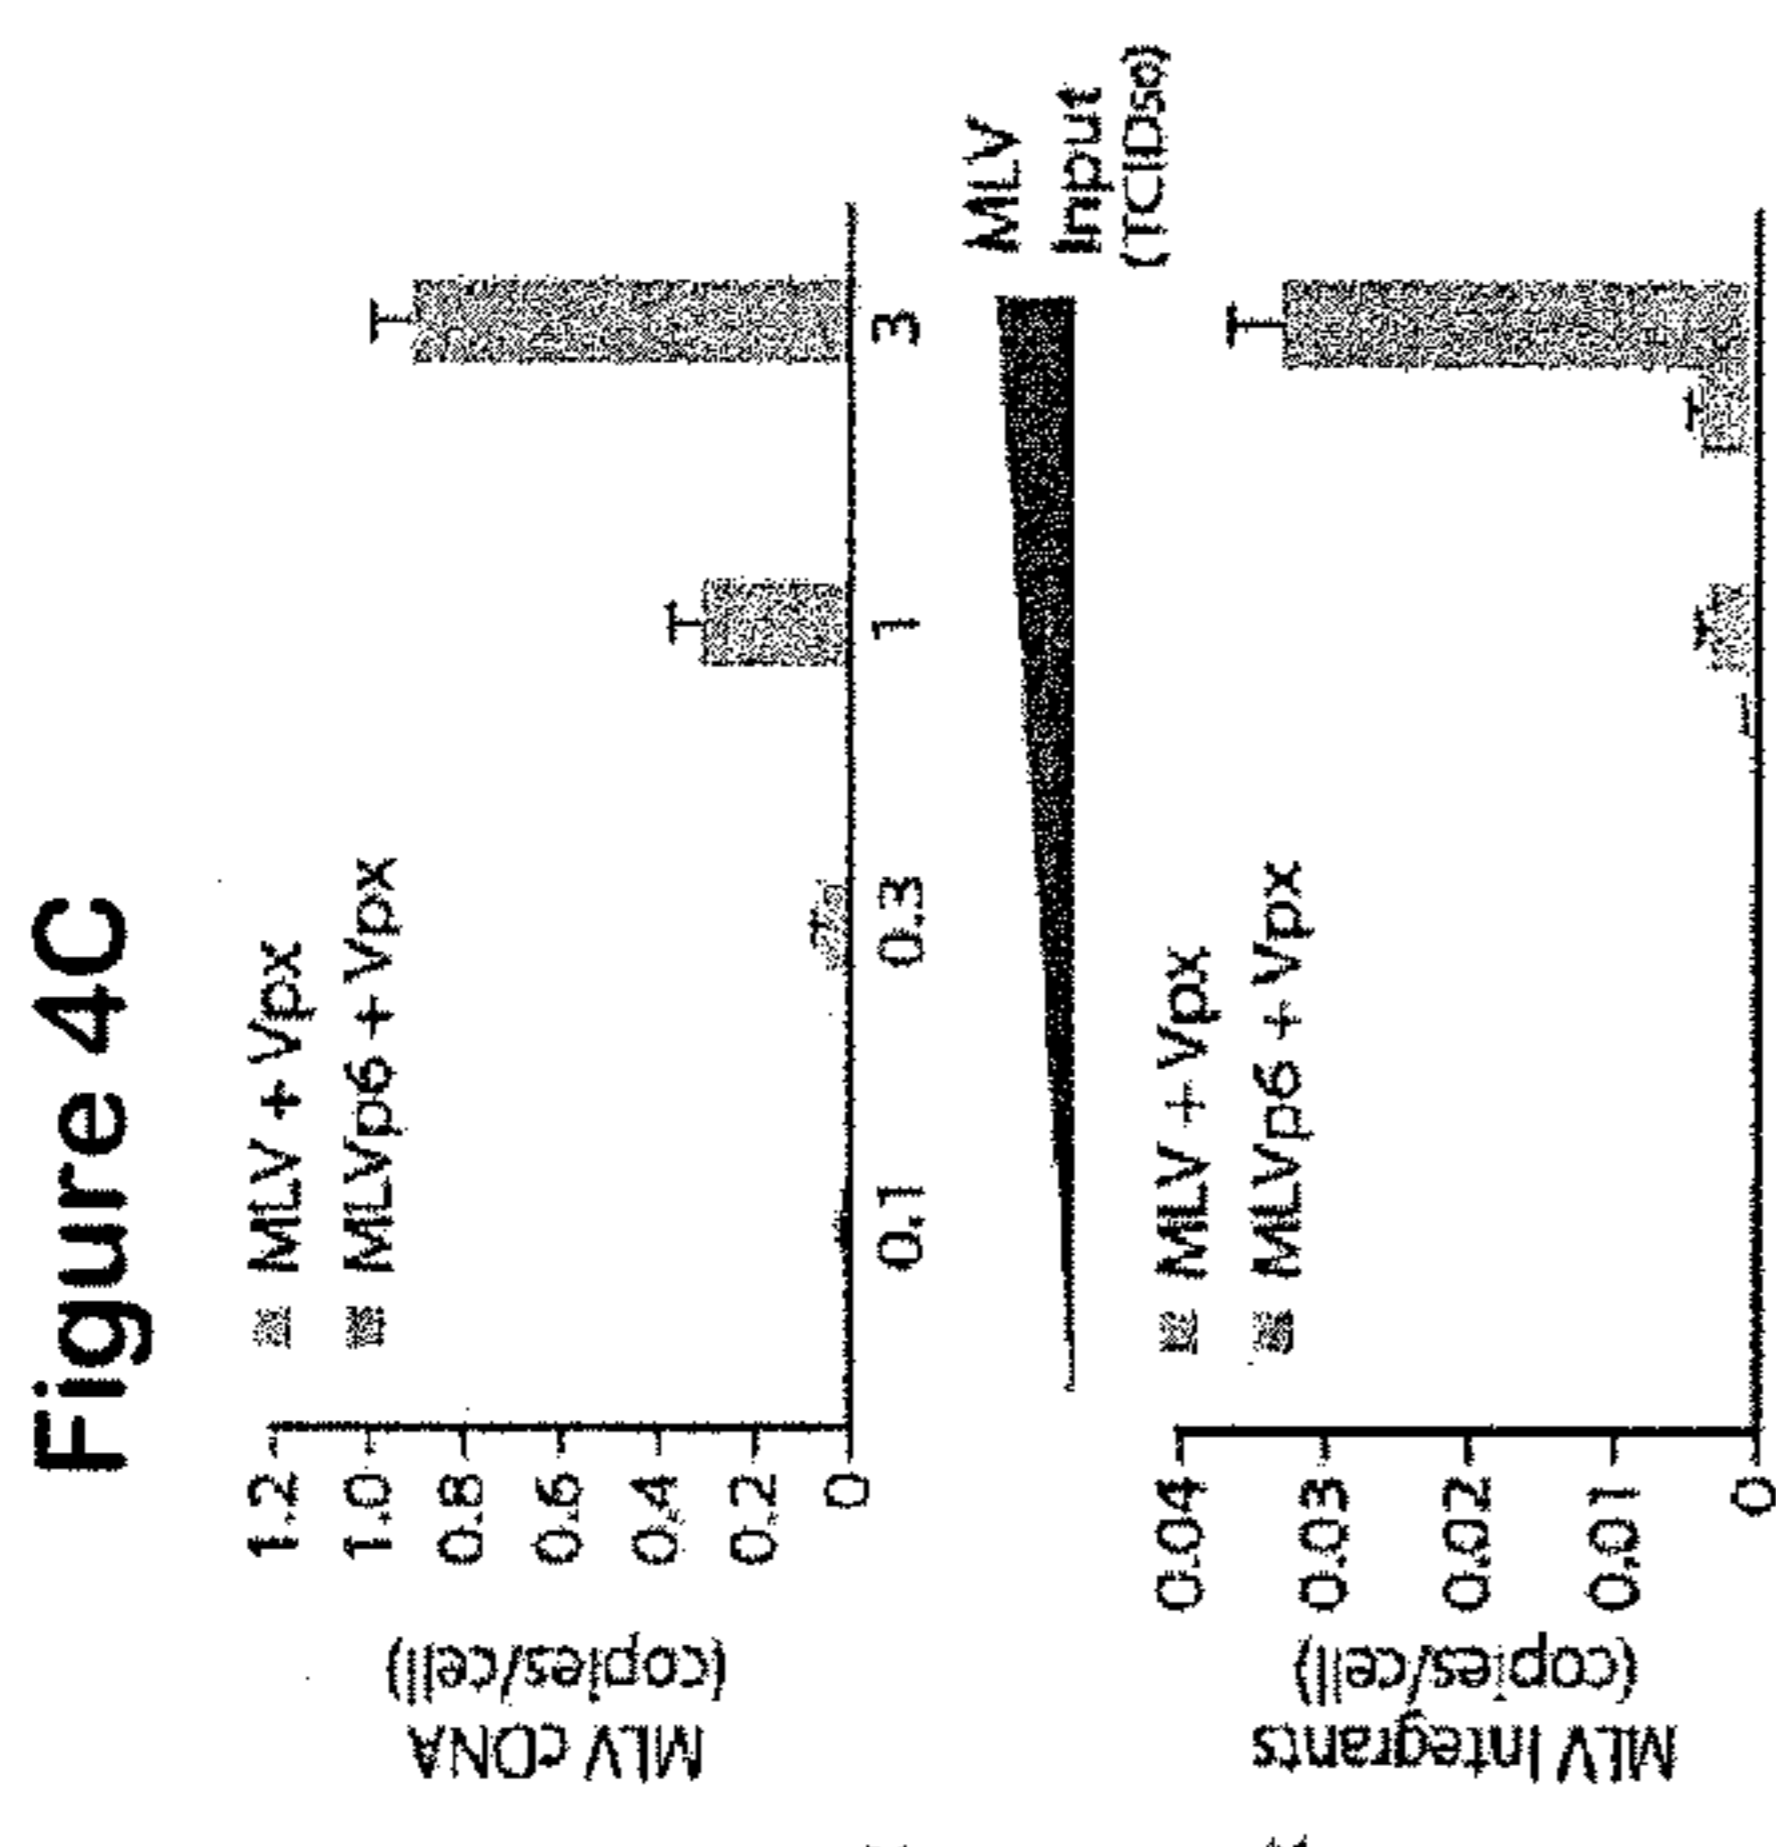 Figure 4C
MLV cDNA
(copies/cell)
1.2
1.0
0.8
0.6
0.4
0.2
0
MLV + Vpx
MLVp6 + Vpx
0.1
0.3
1
3
MLV
Input
(TCID50)
MLV Integrants
(copies/cell)
0.04
0.03
0.02
0.01
0
MLV + Vpx
MLVp6 + Vpx